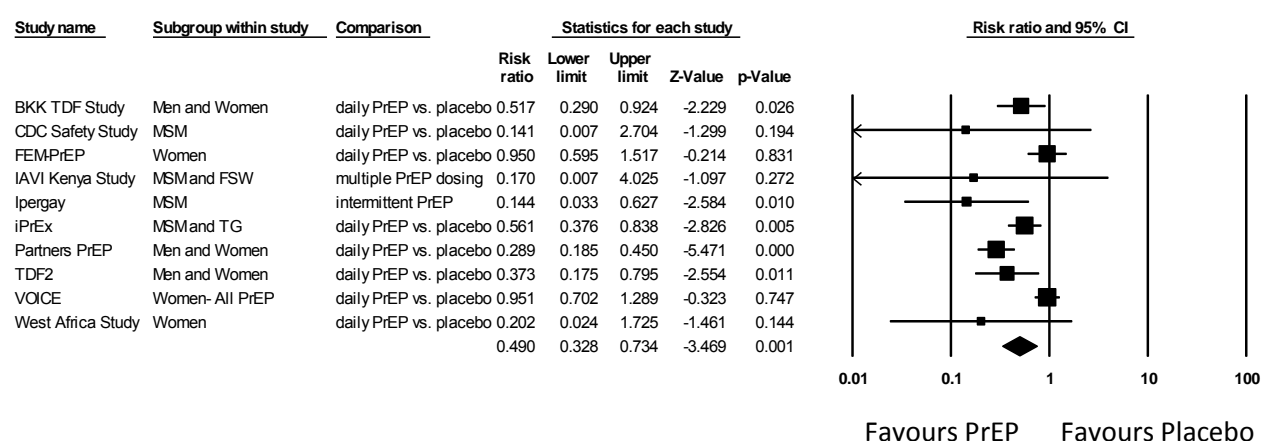 Study name Subgroup within study Comparison Statistics for each study Risk ratio and 95% CI
Risk Lower Upper
ratio limit limit Z-Value p-Value
BKK TDF Study Men and Women daily PrEP vs. placebo 0.517 0.290 0.924 -2.229 0.026
CDC Safety Study MSM daily PrEP vs. placebo 0.141 0.007 2.704 -1.299 0.194
FEM-PrEP Women daily PrEP vs. placebo 0.950 0.595 1.517 -0.214 0.831
IAVI Kenya Study MSM and FSW multiple PrEP dosing 0.170 0.007 4.025 -1.097 0.272
Ipergay MSM intermittent PrEP 0.144 0.033 0.627 -2.584 0.010
iPrEx MSM and TG daily PrEP vs. placebo 0.561 0.376 0.838 -2.826 0.005
Partners PrEP Men and Women daily PrEP vs. placebo 0.289 0.185 0.450 -5.471 0.000
TDF2 Men and Women daily PrEP vs. placebo 0.373 0.175 0.795 -2.554 0.011
VOICE Women- All PrEP daily PrEP vs. placebo 0.951 0.702 1.289 -0.323 0.747
West Africa Study Women daily PrEP vs. placebo 0.202 0.024 1.725 -1.461 0.144
0.490 0.328 0.734 -3.469 0.001
0.01 0.1 1 10 100
Favours PrEP Favours Placebo